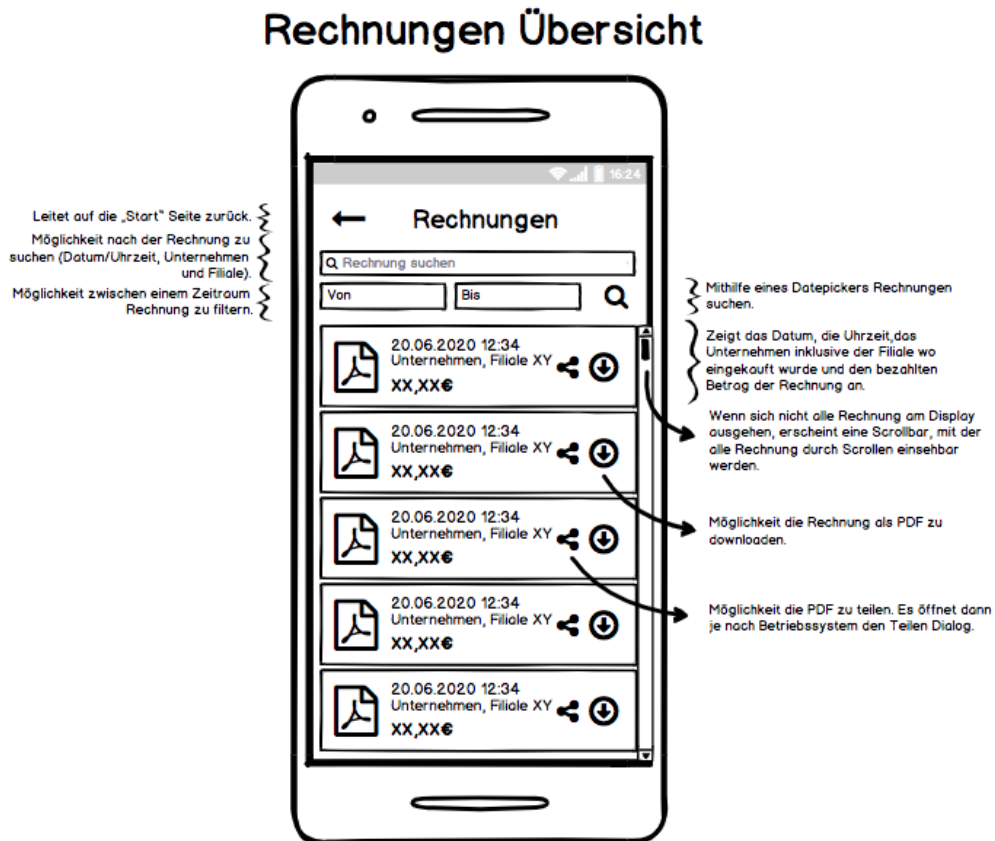 Rechnungen Übersicht
16:24
Rechnungen
Rechnung suchen
Von
Bis
20.06.2020 12:34
Unternehmen, Filiale XY
XX,XX€
20.06.2020 12:34
Unternehmen, Filiale XY
XX,XX€
20.06.2020 12:34
Unternehmen, Filiale XY
XX,XX€
20.06.2020 12:34
Unternehmen, Filiale XY
XX,XX€
20.06.2020 12:34
Unternehmen, Filiale XY
XX,XX€
Leitet auf die „Start" Seite zurück.
Möglichkeit nach der Rechnung zu
suchen (Datum/Uhrzeit, Unternehmen
und Filiale).
Möglichkeit zwischen einem Zeitraum
Rechnung zu filtern.
Mithilfe eines Datepickers Rechnungen
suchen.
Zeigt das Datum, die Uhrzeit,das
Unternehmen inklusive der Filiale wo
eingekauft wurde und den bezahlten
Betrag der Rechnung an.
Wenn sich nicht alle Rechnung am Display
ausgehen, erscheint eine Scrollbar, mit der
alle Rechnung durch Scrollen einsehbar
werden.
Möglichkeit die Rechnung als PDF zu
downloaden.
Möglichkeit die PDF zu teilen. Es öffnet dann
je nach Betriebssystem den Teilen Dialog.